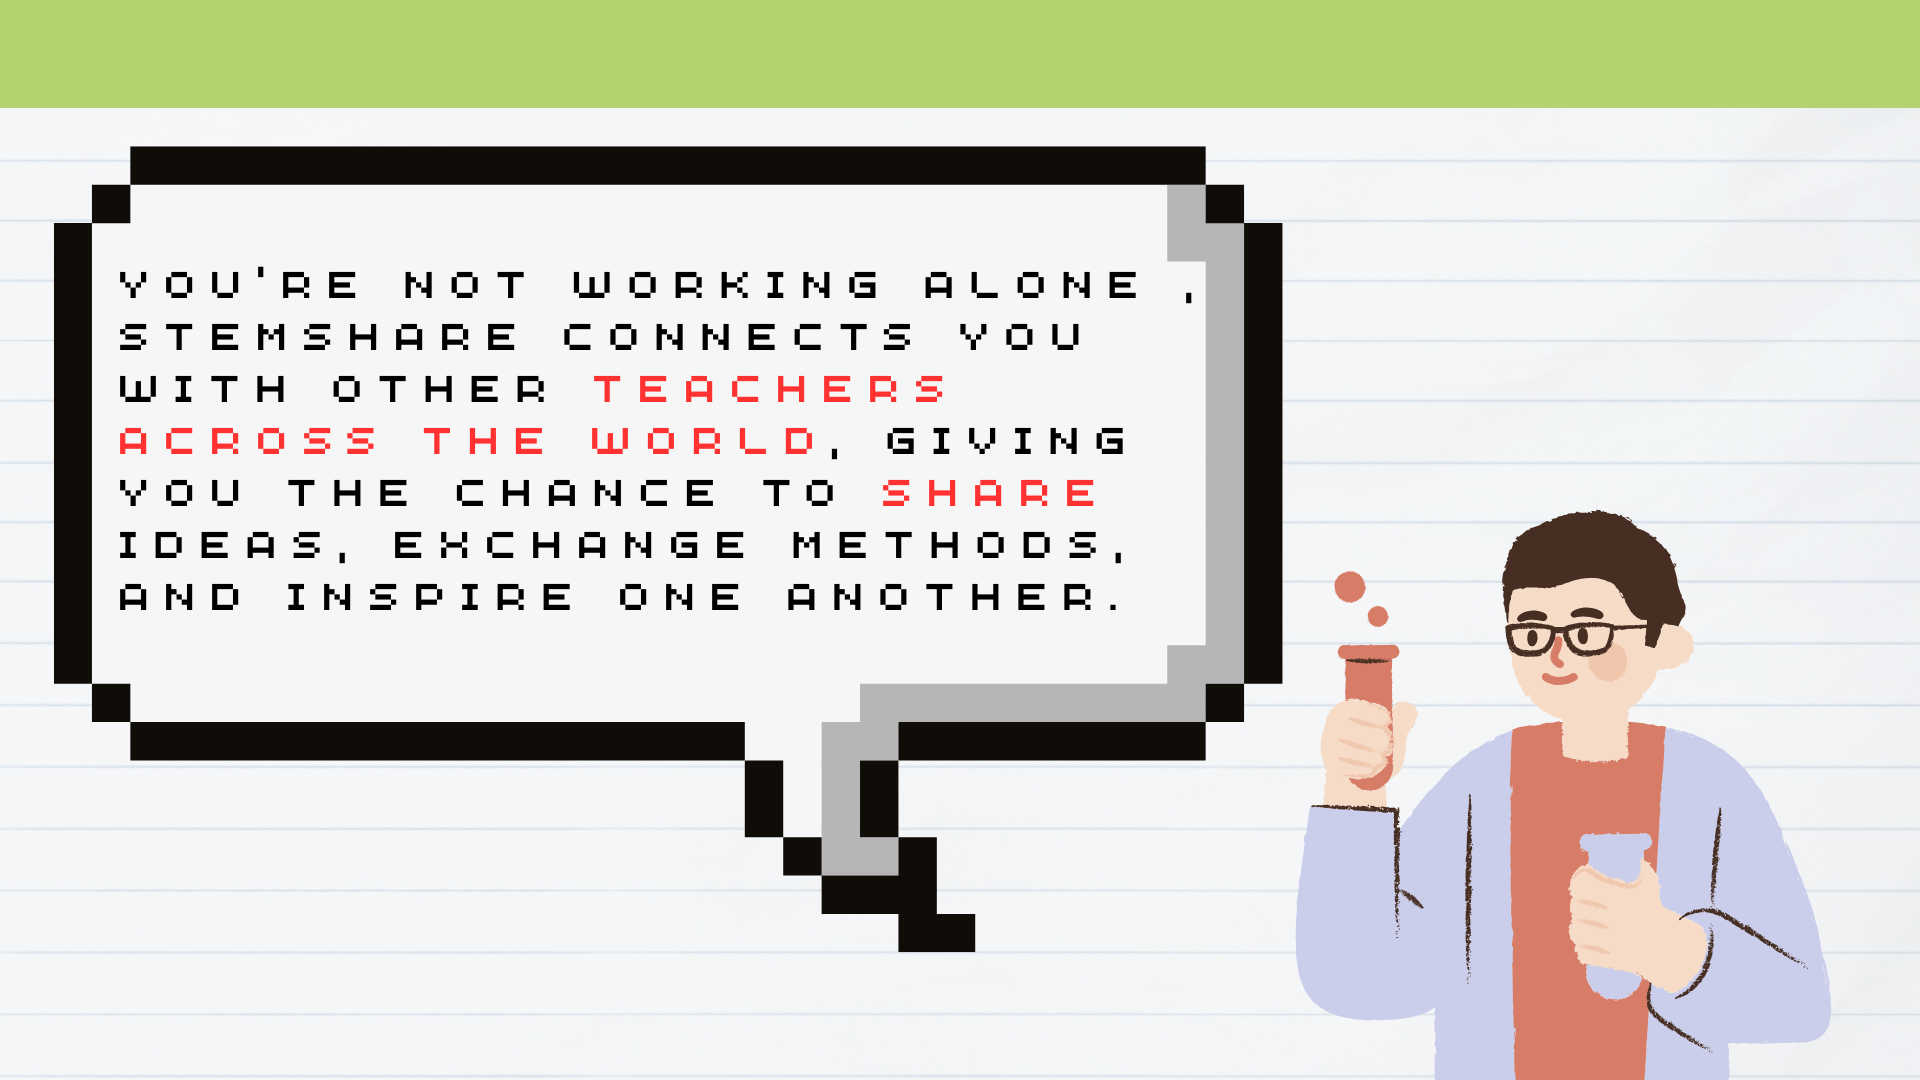 YOU'RE NOT WORKING ALONE ,
STEMSHARE CONNECTS YOU
WITH OTHER TEACHERS
ACROSS THE WORLD, GIVING
YOU THE CHANCE TO SHARE
IDEAS, EXCHANGE METHODS,
AND INSPIRE ONE ANOTHER.